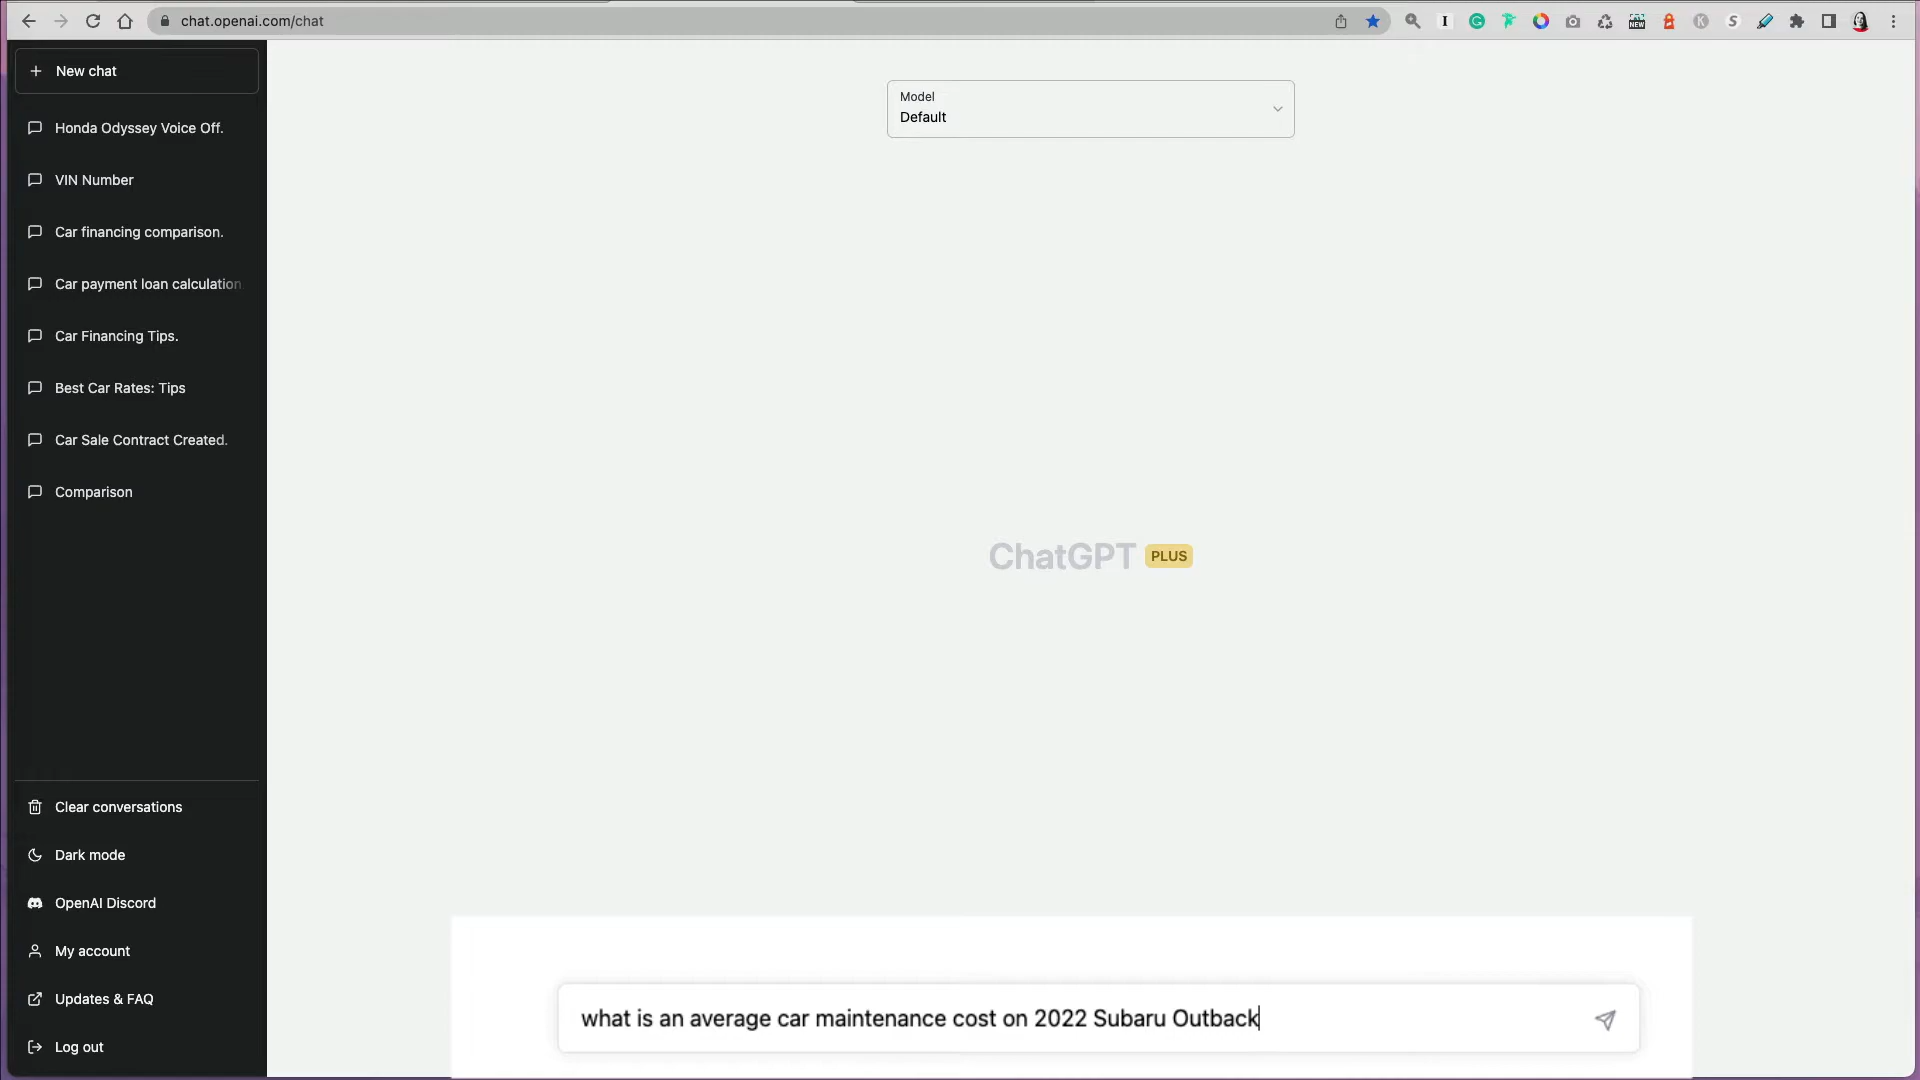 chat.openai.com/chat
New chat
Honda Odyssey Voice Off.
VIN Number
Car financing comparison.
Car payment loan calculation
Car Financing Tips.
Best Car Rates: Tips
Car Sale Contract Created.
Comparison
Clear conversations
Dark mode
OpenAI Discord
My account
Updates & FAQ
Log out
Model
Default
ChatGPT PLUS
what is an average car maintenance cost on 2022 Subaru Outback
I
NEW
K
S